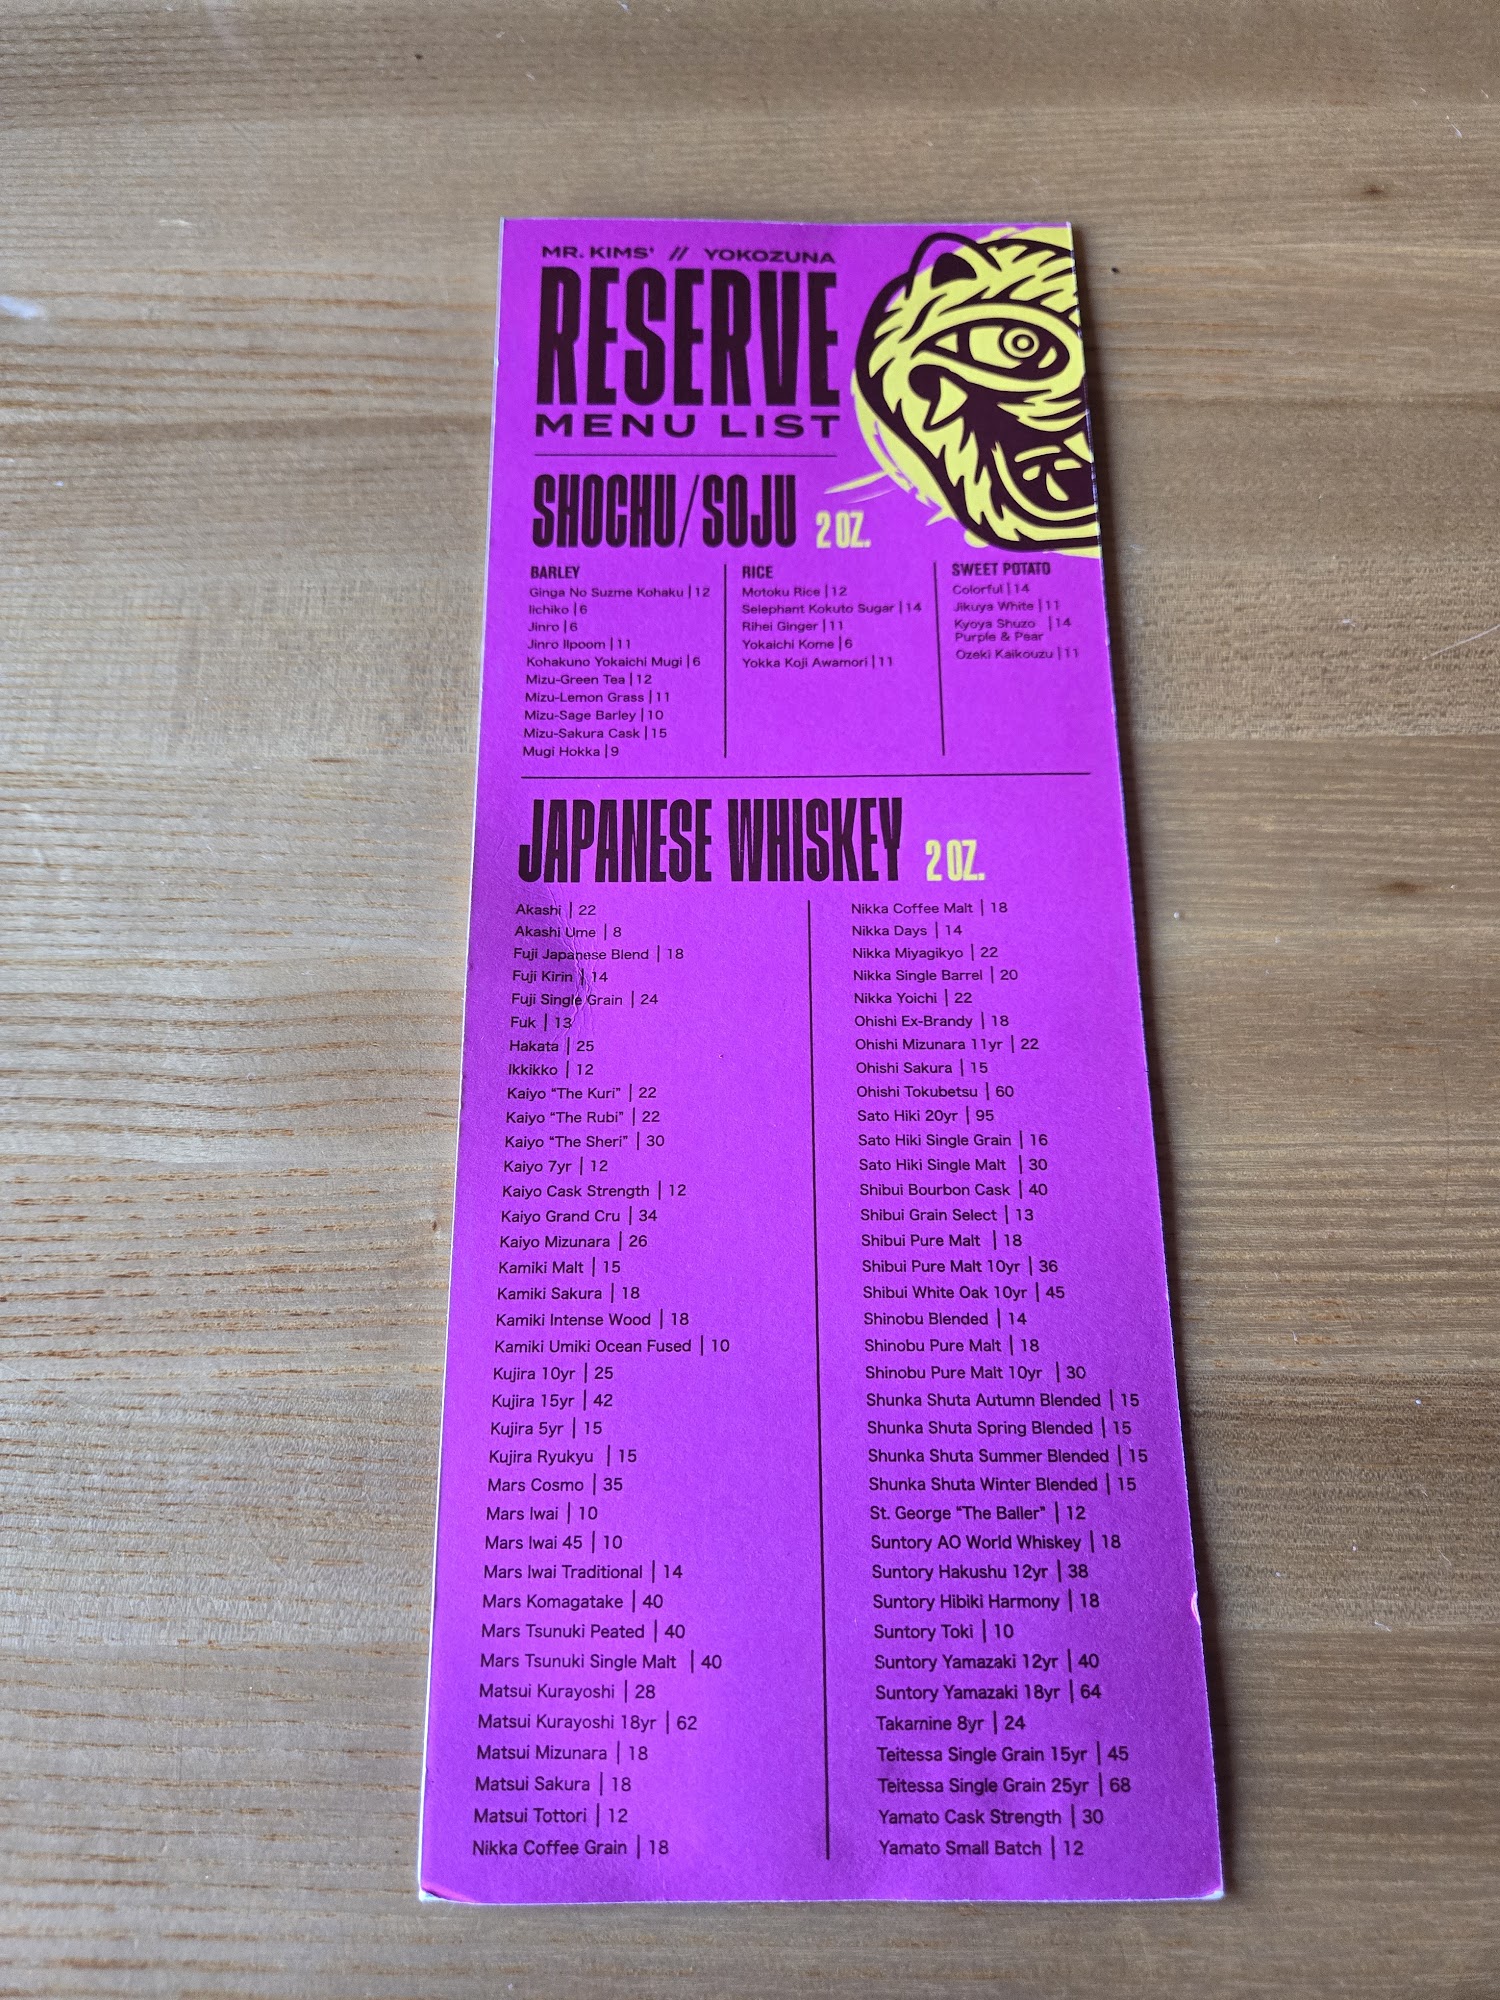 MR. KIMS' // YOKOZUNA
RESERVE
MENU LIST
SHOCHU/SOJU 2 OZ.
BARLEY
Ginga No Suzme Kohaku | 12
Iichiko | 6
Jinro | 6
Jinro Ilpoom | 11
Kohakuno Yokaichi Mugi | 6
Mizu-Green Tea | 12
Mizu-Lemon Grass | 11
Mizu-Sage Barley | 10
Mizu-Sakura Cask | 15
Mugi Hokka | 9
RICE
Motoku Rice | 12
Selephant Kokuto Sugar | 14
Rihei Ginger | 11
Yokaichi Kome | 6
Yokka Koji Awamori | 11
SWEET POTATO
Colorful | 14
Jikuya White | 11
Kyoya Shuzo | 14
Purple & Pear
Ozeki Kaikouzu | 11
JAPANESE WHISKEY 2 OZ.
Akashi | 22
Akashi Ume | 8
Fuji Japanese Blend | 18
Fuji Kirin | 14
Fuji Single Grain | 24
Fuk | 13
Hakata | 25
Ikkikko | 12
Kaiyo “The Kuri” | 22
Kaiyo “The Rubi” | 22
Kaiyo “The Sheri” | 30
Kaiyo 7yr | 12
Kaiyo Cask Strength | 12
Kaiyo Grand Cru | 34
Kaiyo Mizunara | 26
Kamiki Malt | 15
Kamiki Sakura | 18
Kamiki Intense Wood | 18
Kamiki Umiki Ocean Fused | 10
Kujira 10yr | 25
Kujira 15yr | 42
Kujira 5yr | 15
Kujira Ryukyu | 15
Mars Cosmo | 35
Mars Iwai | 10
Mars Iwai 45 | 10
Mars Iwai Traditional | 14
Mars Komagatake | 40
Mars Tsunuki Peated | 40
Mars Tsunuki Single Malt | 40
Matsui Kurayoshi | 28
Matsui Kurayoshi 18yr | 62
Matsui Mizunara | 18
Matsui Sakura | 18
Matsui Tottori | 12
Nikka Coffee Grain | 18
Nikka Coffee Malt | 18
Nikka Days | 14
Nikka Miyagikyo | 22
Nikka Single Barrel | 20
Nikka Yoichi | 22
Ohishi Ex-Brandy | 18
Ohishi Mizunara 11yr | 22
Ohishi Sakura | 15
Ohishi Tokubetsu | 60
Sato Hiki 20yr | 95
Sato Hiki Single Grain | 16
Sato Hiki Single Malt | 30
Shibui Bourbon Cask | 40
Shibui Grain Select | 13
Shibui Pure Malt | 18
Shibui Pure Malt 10yr | 36
Shibui White Oak 10yr | 45
Shinobu Blended | 14
Shinobu Pure Malt | 18
Shinobu Pure Malt 10yr | 30
Shunka Shuta Autumn Blended | 15
Shunka Shuta Spring Blended | 15
Shunka Shuta Summer Blended | 15
Shunka Shuta Winter Blended | 15
St. George “The Baller” | 12
Suntory AO World Whiskey | 18
Suntory Hakushu 12yr | 38
Suntory Hibiki Harmony | 18
Suntory Toki | 10
Suntory Yamazaki 12yr | 40
Suntory Yamazaki 18yr | 64
Takamine 8yr | 24
Teitessa Single Grain 15yr | 45
Teitessa Single Grain 25yr | 68
Yamato Cask Strength | 30
Yamato Small Batch | 12